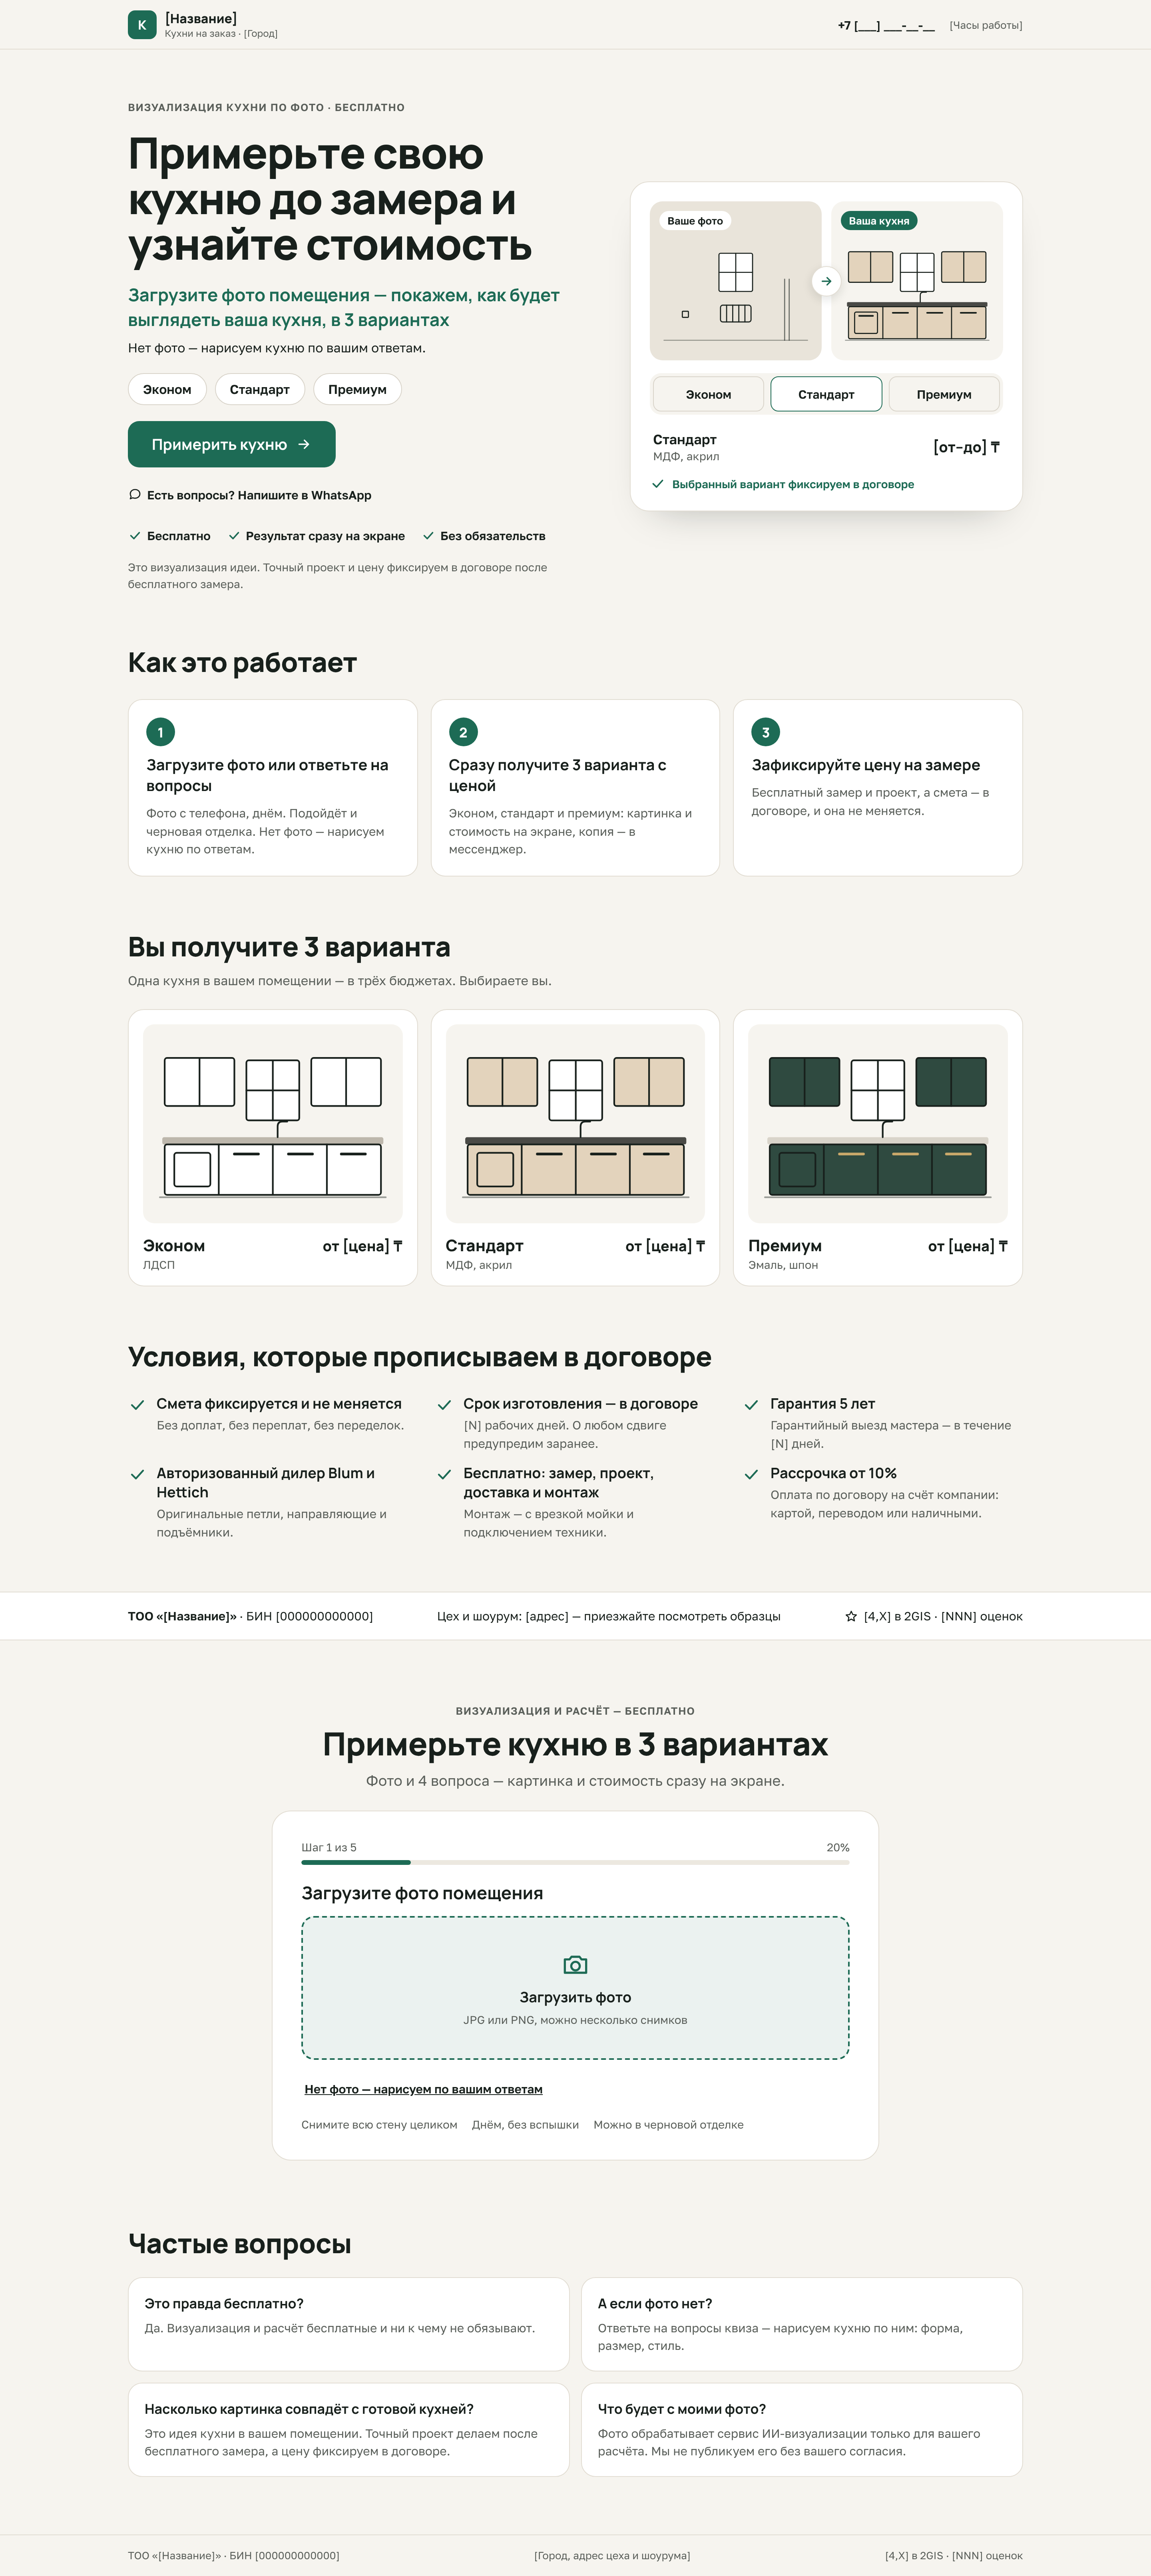 К
[Название]
Кухни на заказ · [Город]
+7 [___] ___-__-__
[Часы работы]
ВИЗУАЛИЗАЦИЯ КУХНИ ПО ФОТО · БЕСПЛАТНО
Примерьте свою
кухню до замера и
узнайте стоимость
Загрузите фото помещения — покажем, как будет
выглядеть ваша кухня, в 3 вариантах
Нет фото — нарисуем кухню по вашим ответам.
Эконом
Стандарт
Премиум
Примерить кухню →
Есть вопросы? Напишите в WhatsApp
Бесплатно
Результат сразу на экране
Без обязательств
Это визуализация идеи. Точный проект и цену фиксируем в договоре после
бесплатного замера.
Ваше фото
Ваша кухня
Эконом
Стандарт
Премиум
Стандарт
МДФ, акрил
[от–до] ₸
Выбранный вариант фиксируем в договоре
Как это работает
1
Загрузите фото или ответьте на
вопросы
Фото с телефона, днём. Подойдёт и
черновая отделка. Нет фото — нарисуем
кухню по ответам.
2
Сразу получите 3 варианта с
ценой
Эконом, стандарт и премиум: картинка и
стоимость на экране, копия — в
мессенджер.
3
Зафиксируйте цену на замере
Бесплатный замер и проект, а смета — в
договоре, и она не меняется.
Вы получите 3 варианта
Одна кухня в вашем помещении — в трёх бюджетах. Выбираете вы.
Эконом
от [цена] ₸
ЛДСП
Стандарт
от [цена] ₸
МДФ, акрил
Премиум
от [цена] ₸
Эмаль, шпон
Условия, которые прописываем в договоре
Смета фиксируется и не меняется
Без доплат, без переплат, без переделок.
Срок изготовления — в договоре
[N] рабочих дней. О любом сдвиге
предупредим заранее.
Гарантия 5 лет
Гарантийный выезд мастера — в течение
[N] дней.
Авторизованный дилер Blum и
Hettich
Оригинальные петли, направляющие и
подъёмники.
Бесплатно: замер, проект,
доставка и монтаж
Монтаж — с врезкой мойки и
подключением техники.
Рассрочка от 10%
Оплата по договору на счёт компании:
картой, переводом или наличными.
ТОО «[Название]» · БИН [000000000000]
Цех и шоурум: [адрес] — приезжайте посмотреть образцы
[4,X] в 2GIS · [NNN] оценок
ВИЗУАЛИЗАЦИЯ И РАСЧЁТ — БЕСПЛАТНО
Примерьте кухню в 3 вариантах
Фото и 4 вопроса — картинка и стоимость сразу на экране.
Шаг 1 из 5
20%
Загрузите фото помещения
Загрузить фото
JPG или PNG, можно несколько снимков
Нет фото — нарисуем по вашим ответам
Снимите всю стену целиком
Днём, без вспышки
Можно в черновой отделке
Частые вопросы
Это правда бесплатно?
Да. Визуализация и расчёт бесплатные и ни к чему не обязывают.
А если фото нет?
Ответьте на вопросы квиза — нарисуем кухню по ним: форма,
размер, стиль.
Насколько картинка совпадёт с готовой кухней?
Это идея кухни в вашем помещении. Точный проект делаем после
бесплатного замера, а цену фиксируем в договоре.
Что будет с моими фото?
Фото обрабатывает сервис ИИ-визуализации только для вашего
расчёта. Мы не публикуем его без вашего согласия.
ТОО «[Название]» · БИН [000000000000]
[Город, адрес цеха и шоурума]
[4,X] в 2GIS · [NNN] оценок